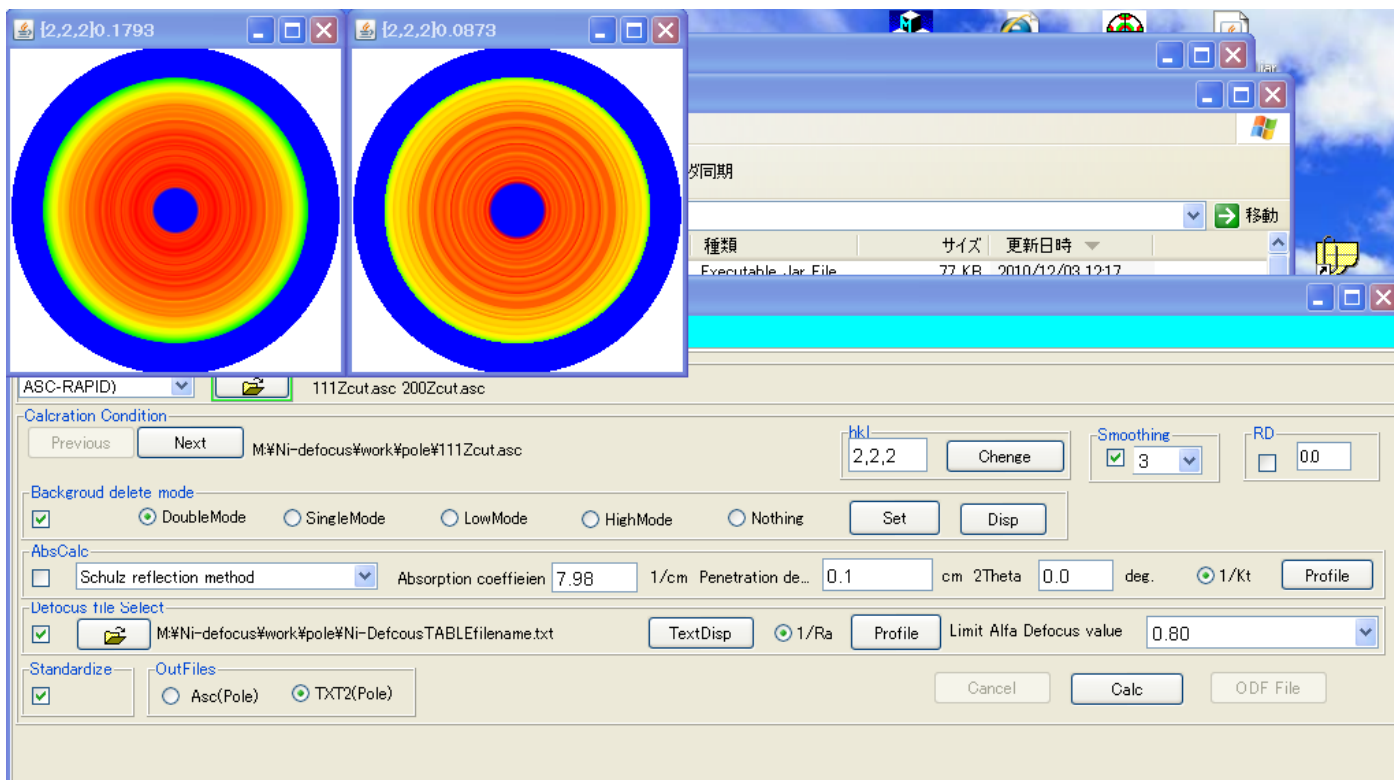 {2,2,2}0.1793
{2,2,2}0.0873
ダ同期
移動
種類 サイズ 更新日時
Executable Jar File 77 KB 2010/12/03 12:17
ASC-RAPID) 111Zcut.asc 200Zcut.asc
Calcration Condition
Previous Next M:¥Ni-defocus¥work¥pole¥111Zcut.asc
hkl
2,2,2 Chenge
Smoothing
3
RD
0.0
Backgroud delete mode
DoubleMode SingleMode LowMode HighMode Nothing Set Disp
AbsCalc
Schulz reflection method Absorption coeffieien 7.98 1/cm Penetration de... 0.1 cm 2Theta 0.0 deg. 1/Kt Profile
Defocus file Select
M:¥Ni-defocus¥work¥pole¥Ni-DefcousTABLEfilename.txt TextDisp 1/Ra Profile Limit Alfa Defocus value 0.80
Standardize
OutFiles
Asc(Pole) TXT2(Pole)
Cancel Calc ODF File